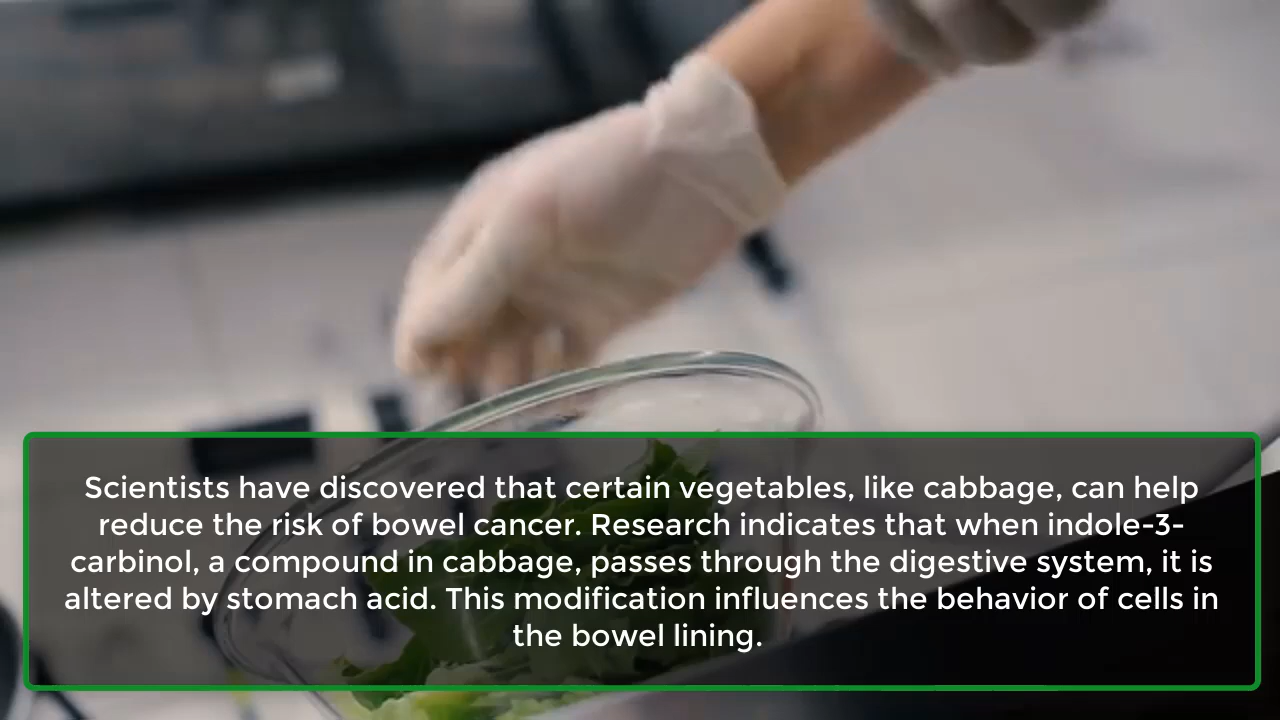 Scientists have discovered that certain vegetables, like cabbage, can help
reduce the risk of bowel cancer. Research indicates that when indole-3-
carbinol, a compound in cabbage, passes through the digestive system, it is
altered by stomach acid. This modification influences the behavior of cells in
the bowel lining.